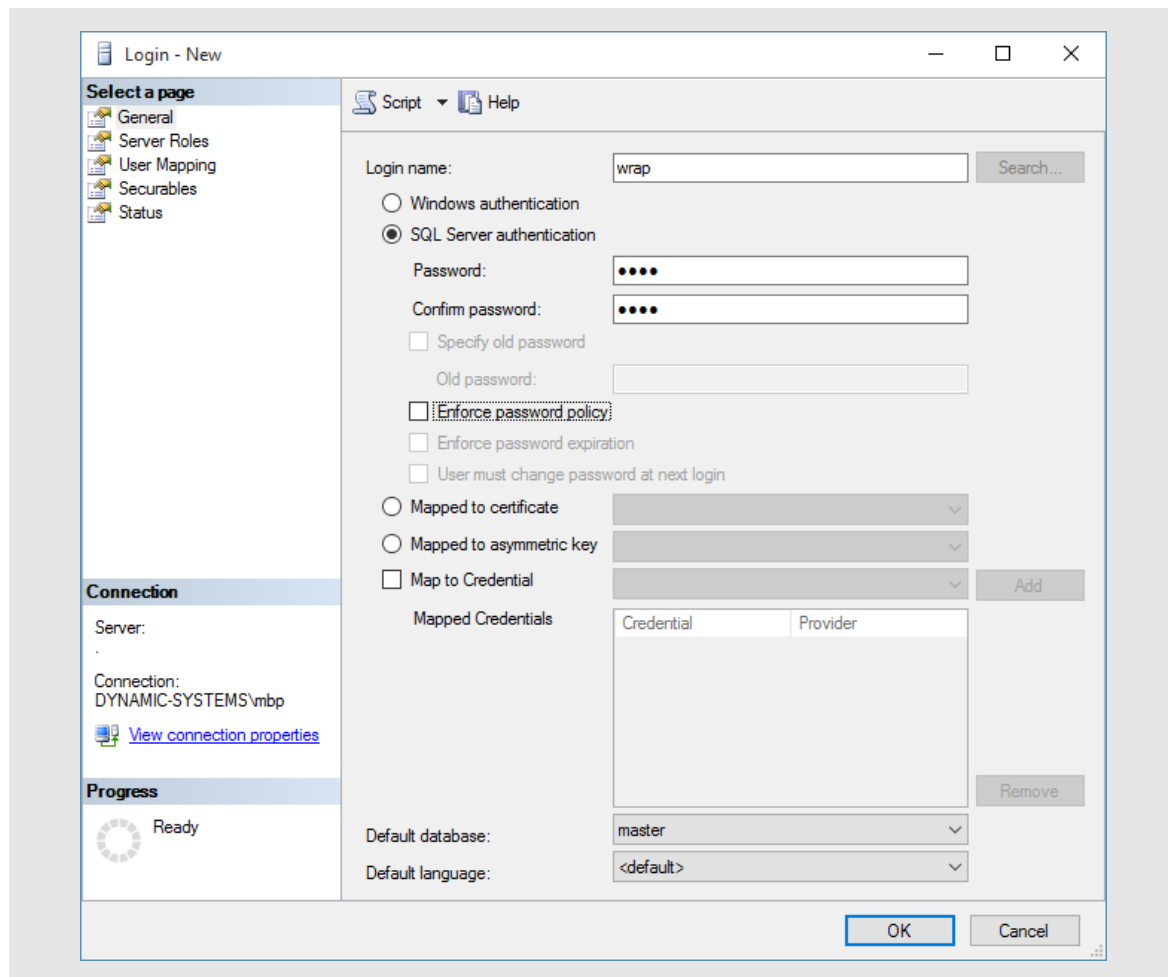 Login - New
Select a page
General
Server Roles
User Mapping
Securables
Status
Connection
Server:
.
Connection:
DYNAMIC-SYSTEMS\mbp
View connection properties
Progress
Ready
Script Help
Login name: wrap Search...
Windows authentication
SQL Server authentication
Password: ●●●●
Confirm password: ●●●●
Specify old password
Old password:
Enforce password policy
Enforce password expiration
User must change password at next login
Mapped to certificate
Mapped to asymmetric key
Map to Credential Add
Mapped Credentials Credential Provider
Remove
Default database: master
Default language: <default>
OK Cancel